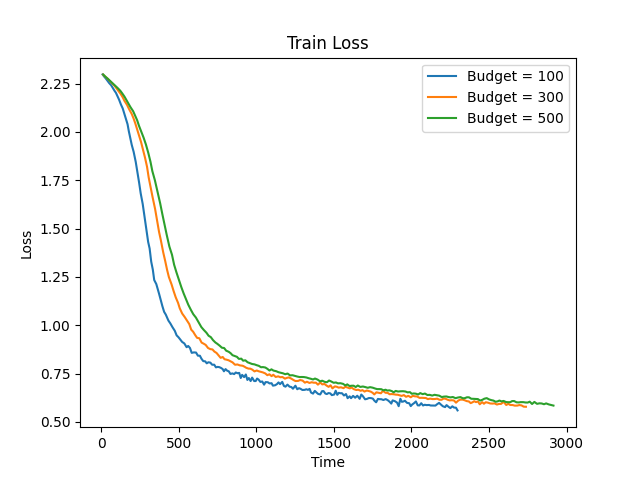 Train Loss
Budget = 100
Budget = 300
Budget = 500
Loss
2.25
2.00
1.75
1.50
1.25
1.00
0.75
0.50
0
500
1000
1500
2000
2500
3000
Time